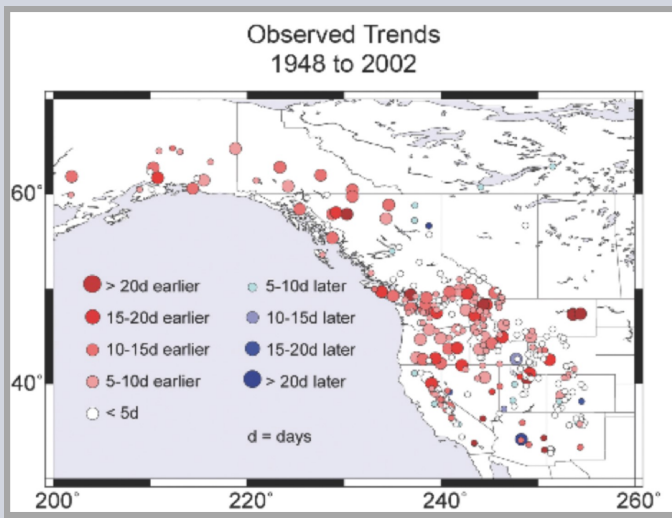 Observed Trends
1948 to 2002
60°
40°
> 20d earlier
15-20d earlier
10-15d earlier
5-10d earlier
< 5d
5-10d later
10-15d later
15-20d later
> 20d later
d = days
200° 220° 240° 260°